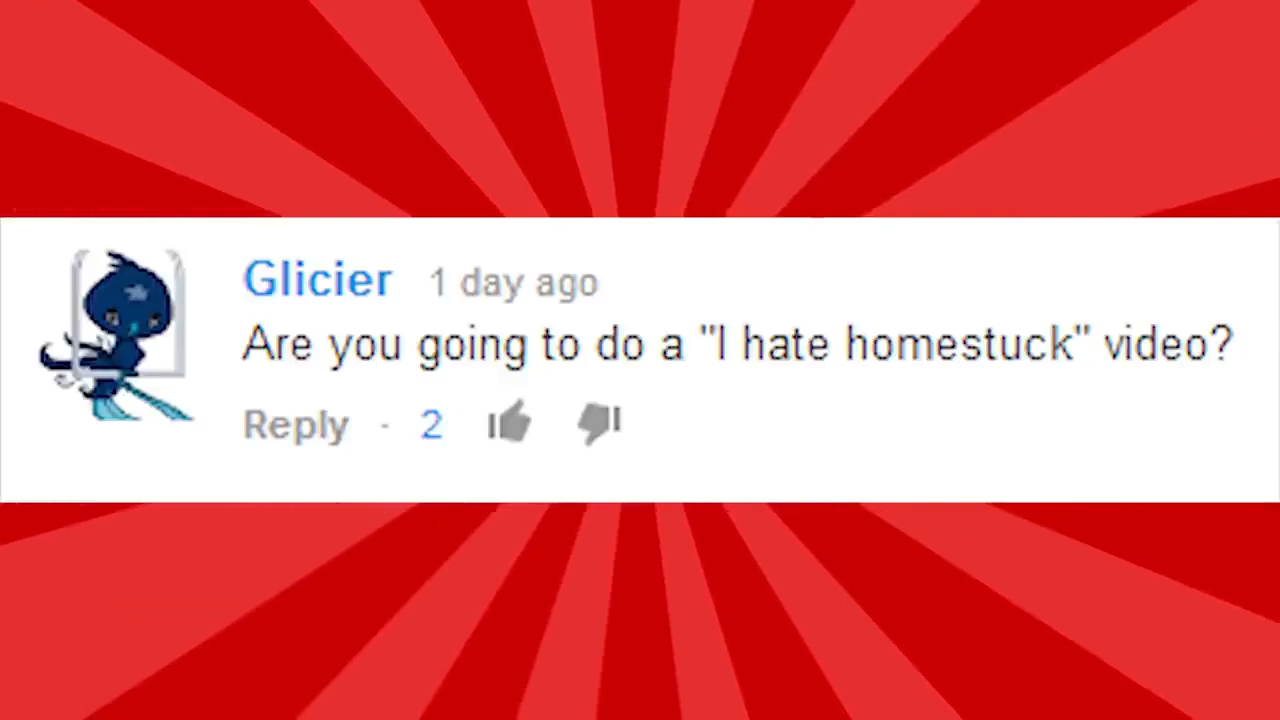 Glicier 1 day ago
Are you going to do a "I hate homestuck" video?
Reply · 2